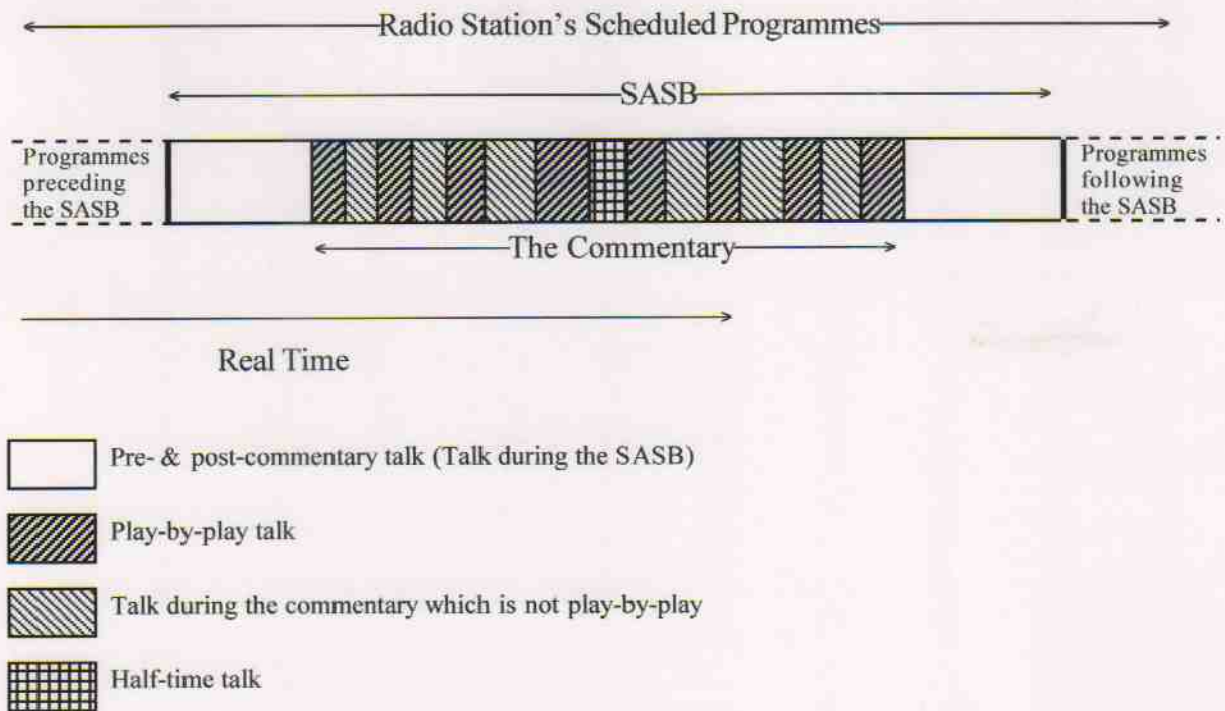 Radio Station's Scheduled Programmes
SASB
Programmes
preceding
the SASB
Programmes
following
the SASB
The Commentary
Real Time
Pre- & post-commentary talk (Talk during the SASB)
Play-by-play talk
Talk during the commentary which is not play-by-play
Half-time talk